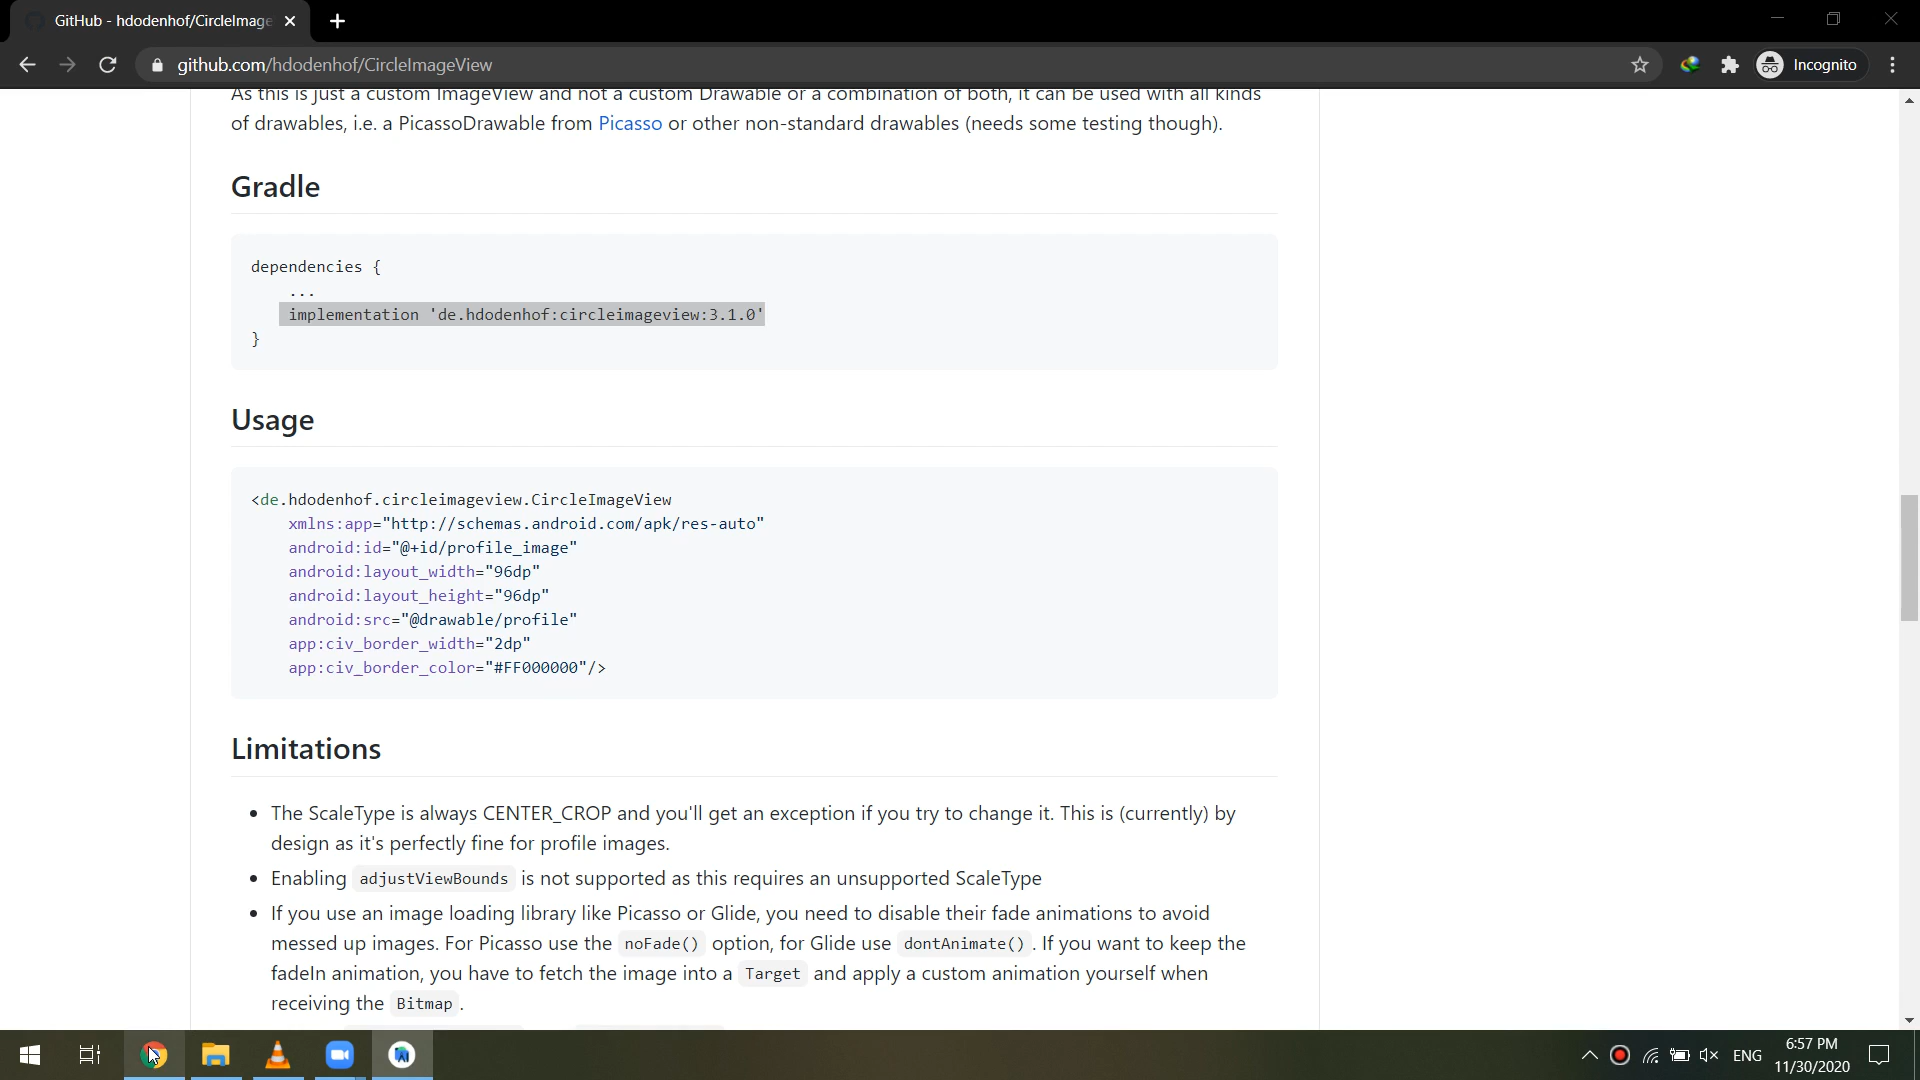 GitHub - hdodenhof/CircleImage
github.com/hdodenhof/CircleImageView
Incognito
As this is just a custom ImageView and not a custom Drawable or a combination of both, it can be used with all kinds
of drawables, i.e. a PicassoDrawable from Picasso or other non-standard drawables (needs some testing though).
Gradle
dependencies {
...
implementation 'de.hdodenhof:circleimageview:3.1.0'
}
Usage
<de.hdodenhof.circleimageview.CircleImageView
xmlns:app="http://schemas.android.com/apk/res-auto"
android:id="@+id/profile_image"
android:layout_width="96dp"
android:layout_height="96dp"
android:src="@drawable/profile"
app:civ_border_width="2dp"
app:civ_border_color="#FF000000"/>
Limitations
• The ScaleType is always CENTER_CROP and you'll get an exception if you try to change it. This is (currently) by
design as it's perfectly fine for profile images.
• Enabling adjustViewBounds is not supported as this requires an unsupported ScaleType
• If you use an image loading library like Picasso or Glide, you need to disable their fade animations to avoid
messed up images. For Picasso use the noFade() option, for Glide use dontAnimate() . If you want to keep the
fadeIn animation, you have to fetch the image into a Target and apply a custom animation yourself when
receiving the Bitmap .
ENG
6:57 PM
11/30/2020